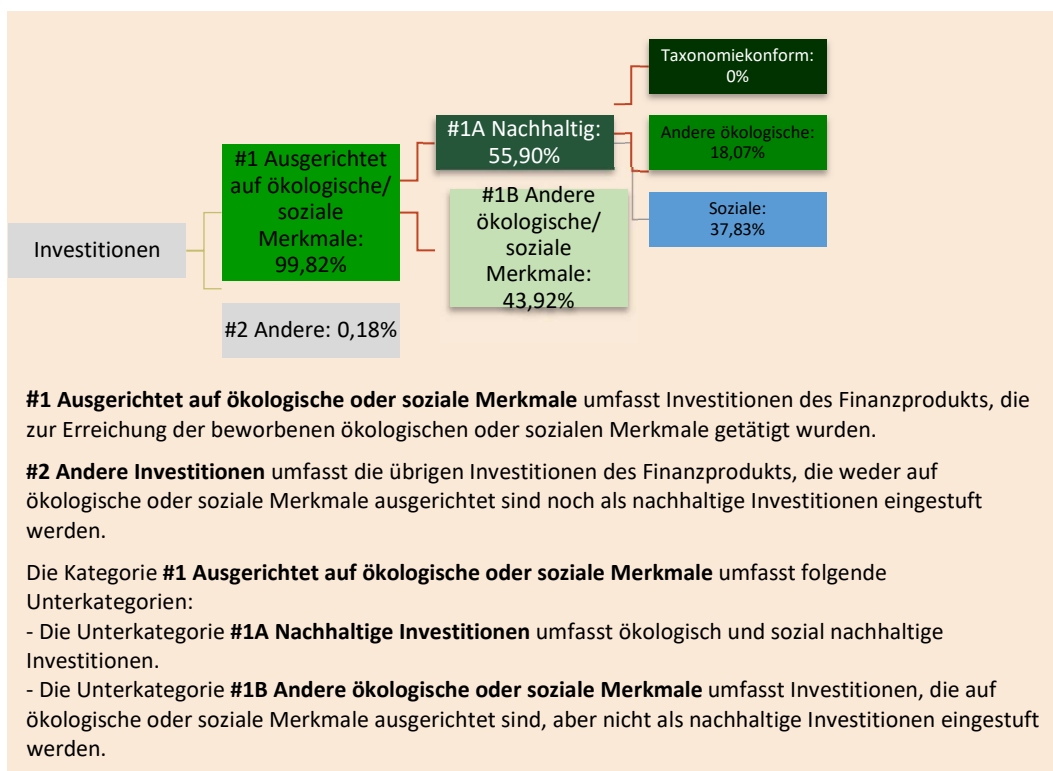 Investitionen
#1 Ausgerichtet
auf ökologische/
soziale
Merkmale:
99,82%
#2 Andere: 0,18%
#1A Nachhaltig:
55,90%
#1B Andere
ökologische/
soziale
Merkmale:
43,92%
Taxonomiekonform:
0%
Andere ökologische:
18,07%
Soziale:
37,83%
#1 Ausgerichtet auf ökologische oder soziale Merkmale umfasst Investitionen des Finanzprodukts, die
zur Erreichung der beworbenen ökologischen oder sozialen Merkmale getätigt wurden.
#2 Andere Investitionen umfasst die übrigen Investitionen des Finanzprodukts, die weder auf
ökologische oder soziale Merkmale ausgerichtet sind noch als nachhaltige Investitionen eingestuft
werden.
Die Kategorie #1 Ausgerichtet auf ökologische oder soziale Merkmale umfasst folgende
Unterkategorien:
- Die Unterkategorie #1A Nachhaltige Investitionen umfasst ökologisch und sozial nachhaltige
Investitionen.
- Die Unterkategorie #1B Andere ökologische oder soziale Merkmale umfasst Investitionen, die auf
ökologische oder soziale Merkmale ausgerichtet sind, aber nicht als nachhaltige Investitionen eingestuft
werden.